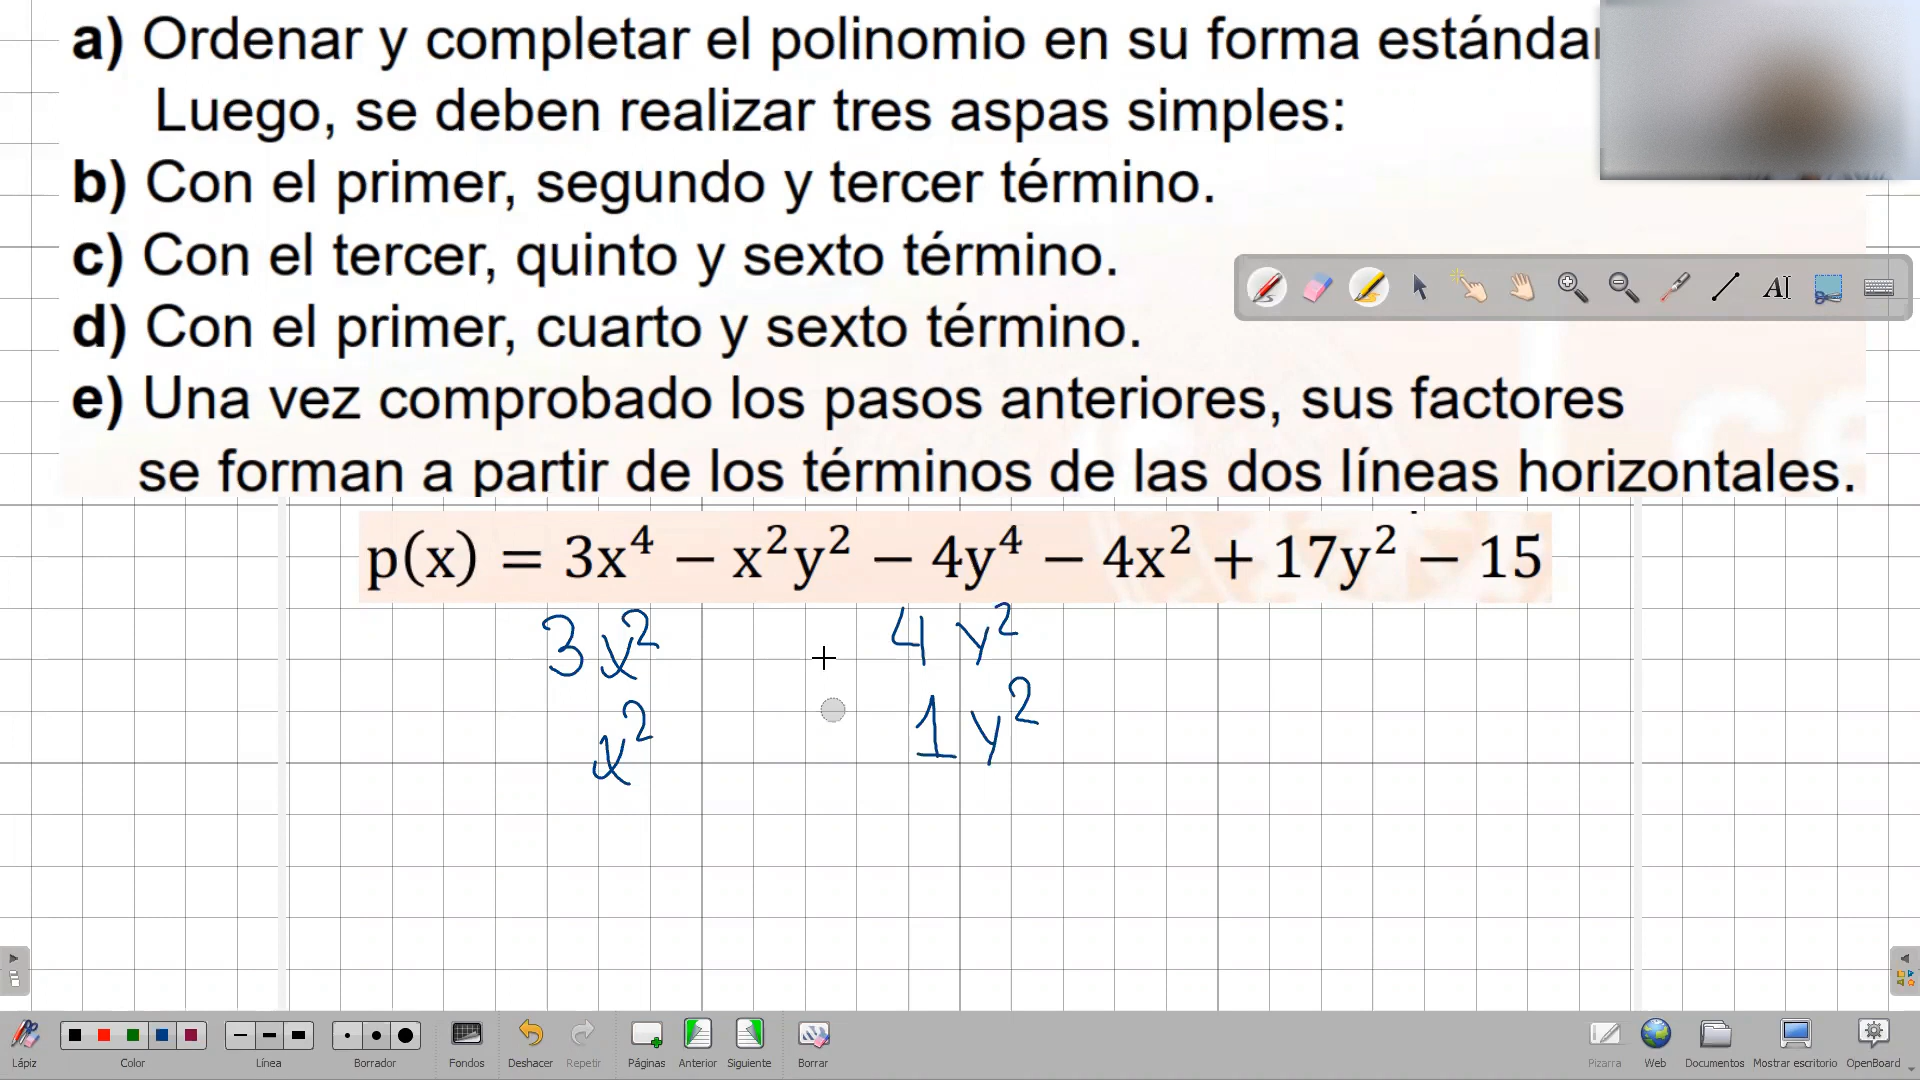 a) Ordenar y completar el polinomio en su forma estánda
Luego, se deben realizar tres aspas simples:
b) Con el primer, segundo y tercer término.
c) Con el tercer, quinto y sexto término.
d) Con el primer, cuarto y sexto término.
e) Una vez comprobado los pasos anteriores, sus factores
se forman a partir de los términos de las dos líneas horizontales.
p(x) = 3x⁴ − x²y² − 4y⁴ − 4x² + 17y² − 15
3x² 4y²
x² 1y²
Lápiz Color Línea Borrador Fondos Deshacer Repetir Páginas Anterior Siguiente Borrar Pizarra Web Documentos Mostrar escritorio OpenBoard